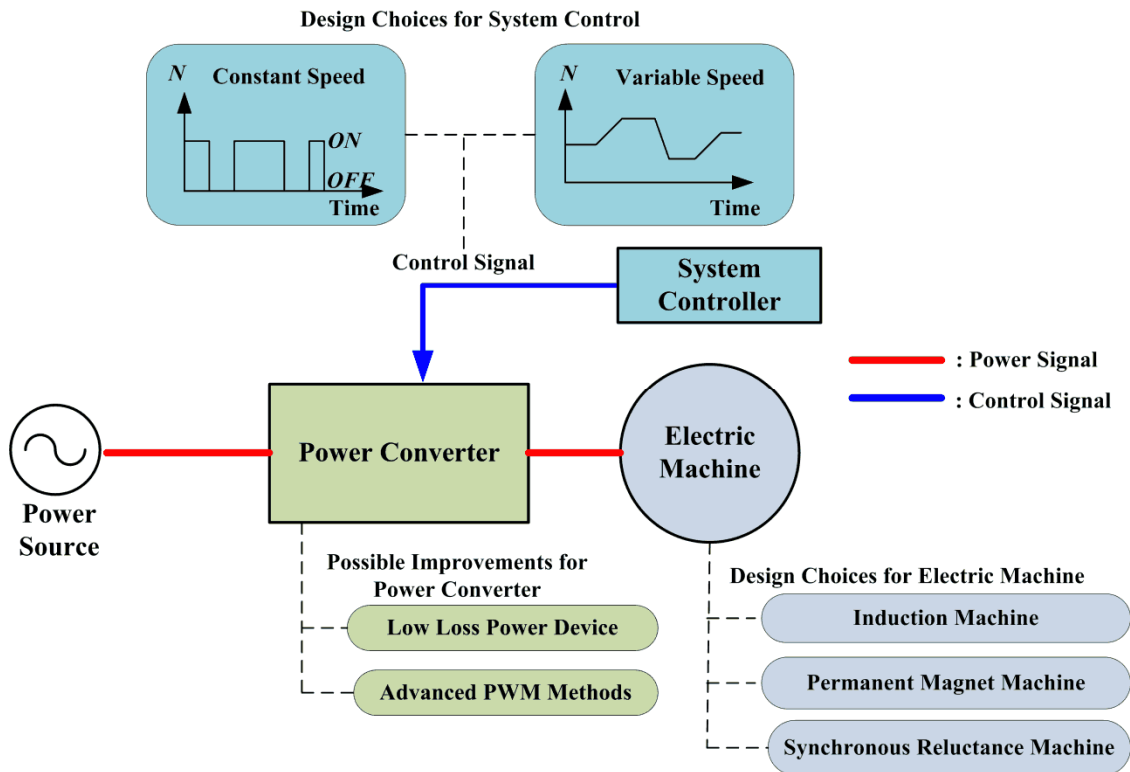 Design Choices for System Control
N
Constant Speed
ON
OFF
Time
N
Variable Speed
Time
Control Signal
System
Controller
: Power Signal
: Control Signal
Power Converter
Electric
Machine
Power
Source
Possible Improvements for
Power Converter
Low Loss Power Device
Advanced PWM Methods
Design Choices for Electric Machine
Induction Machine
Permanent Magnet Machine
Synchronous Reluctance Machine